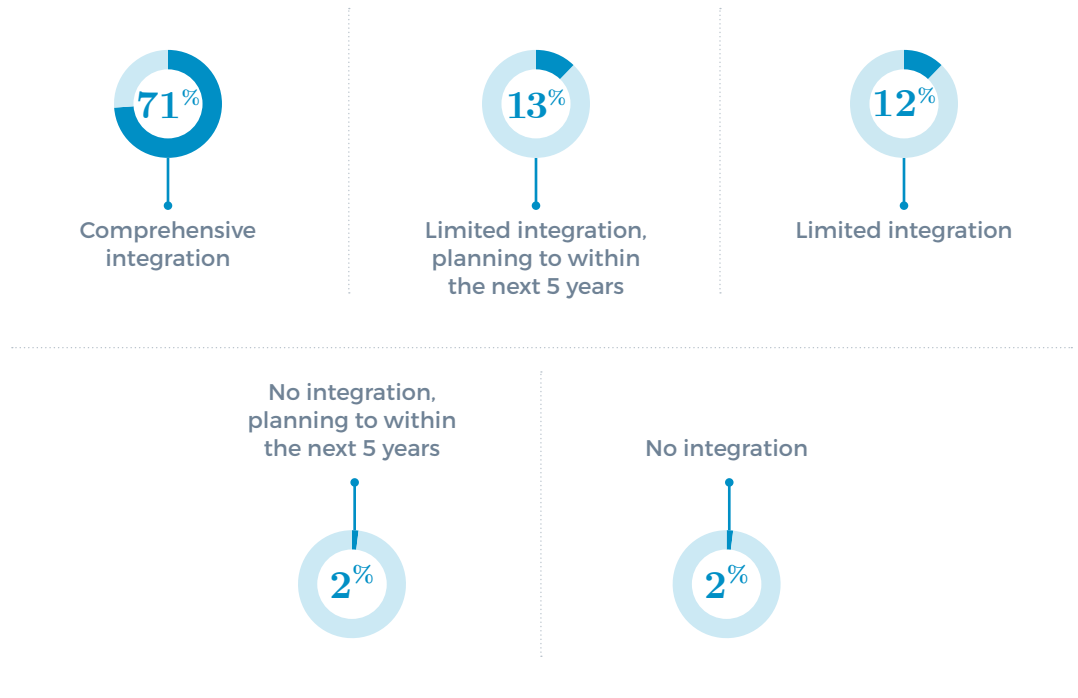 71%
13%
12%
Comprehensive
integration
Limited integration,
planning to within
the next 5 years
Limited integration
No integration,
planning to within
the next 5 years
No integration
2%
2%